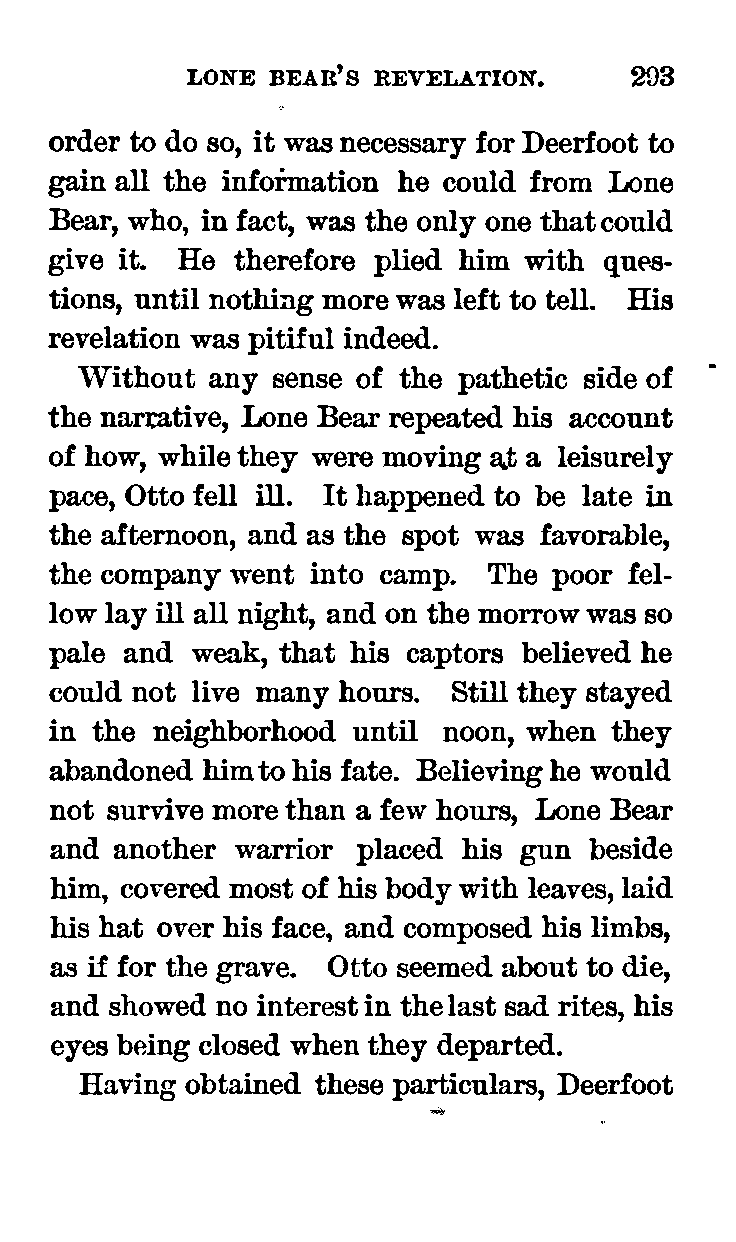 LONE BEAR'S REVELATION. 293
order to do so, it was necessary for Deerfoot to
gain all the information he could from Lone
Bear, who, in fact, was the only one that could
give it. He therefore plied him with ques-
tions, until nothing more was left to tell. His
revelation was pitiful indeed.
Without any sense of the pathetic side of
the narrative, Lone Bear repeated his account
of how, while they were moving at a leisurely
pace, Otto fell ill. It happened to be late in
the afternoon, and as the spot was favorable,
the company went into camp. The poor fel-
low lay ill all night, and on the morrow was so
pale and weak, that his captors believed he
could not live many hours. Still they stayed
in the neighborhood until noon, when they
abandoned him to his fate. Believing he would
not survive more than a few hours, Lone Bear
and another warrior placed his gun beside
him, covered most of his body with leaves, laid
his hat over his face, and composed his limbs,
as if for the grave. Otto seemed about to die,
and showed no interest in the last sad rites, his
eyes being closed when they departed.
Having obtained these particulars, Deerfoot